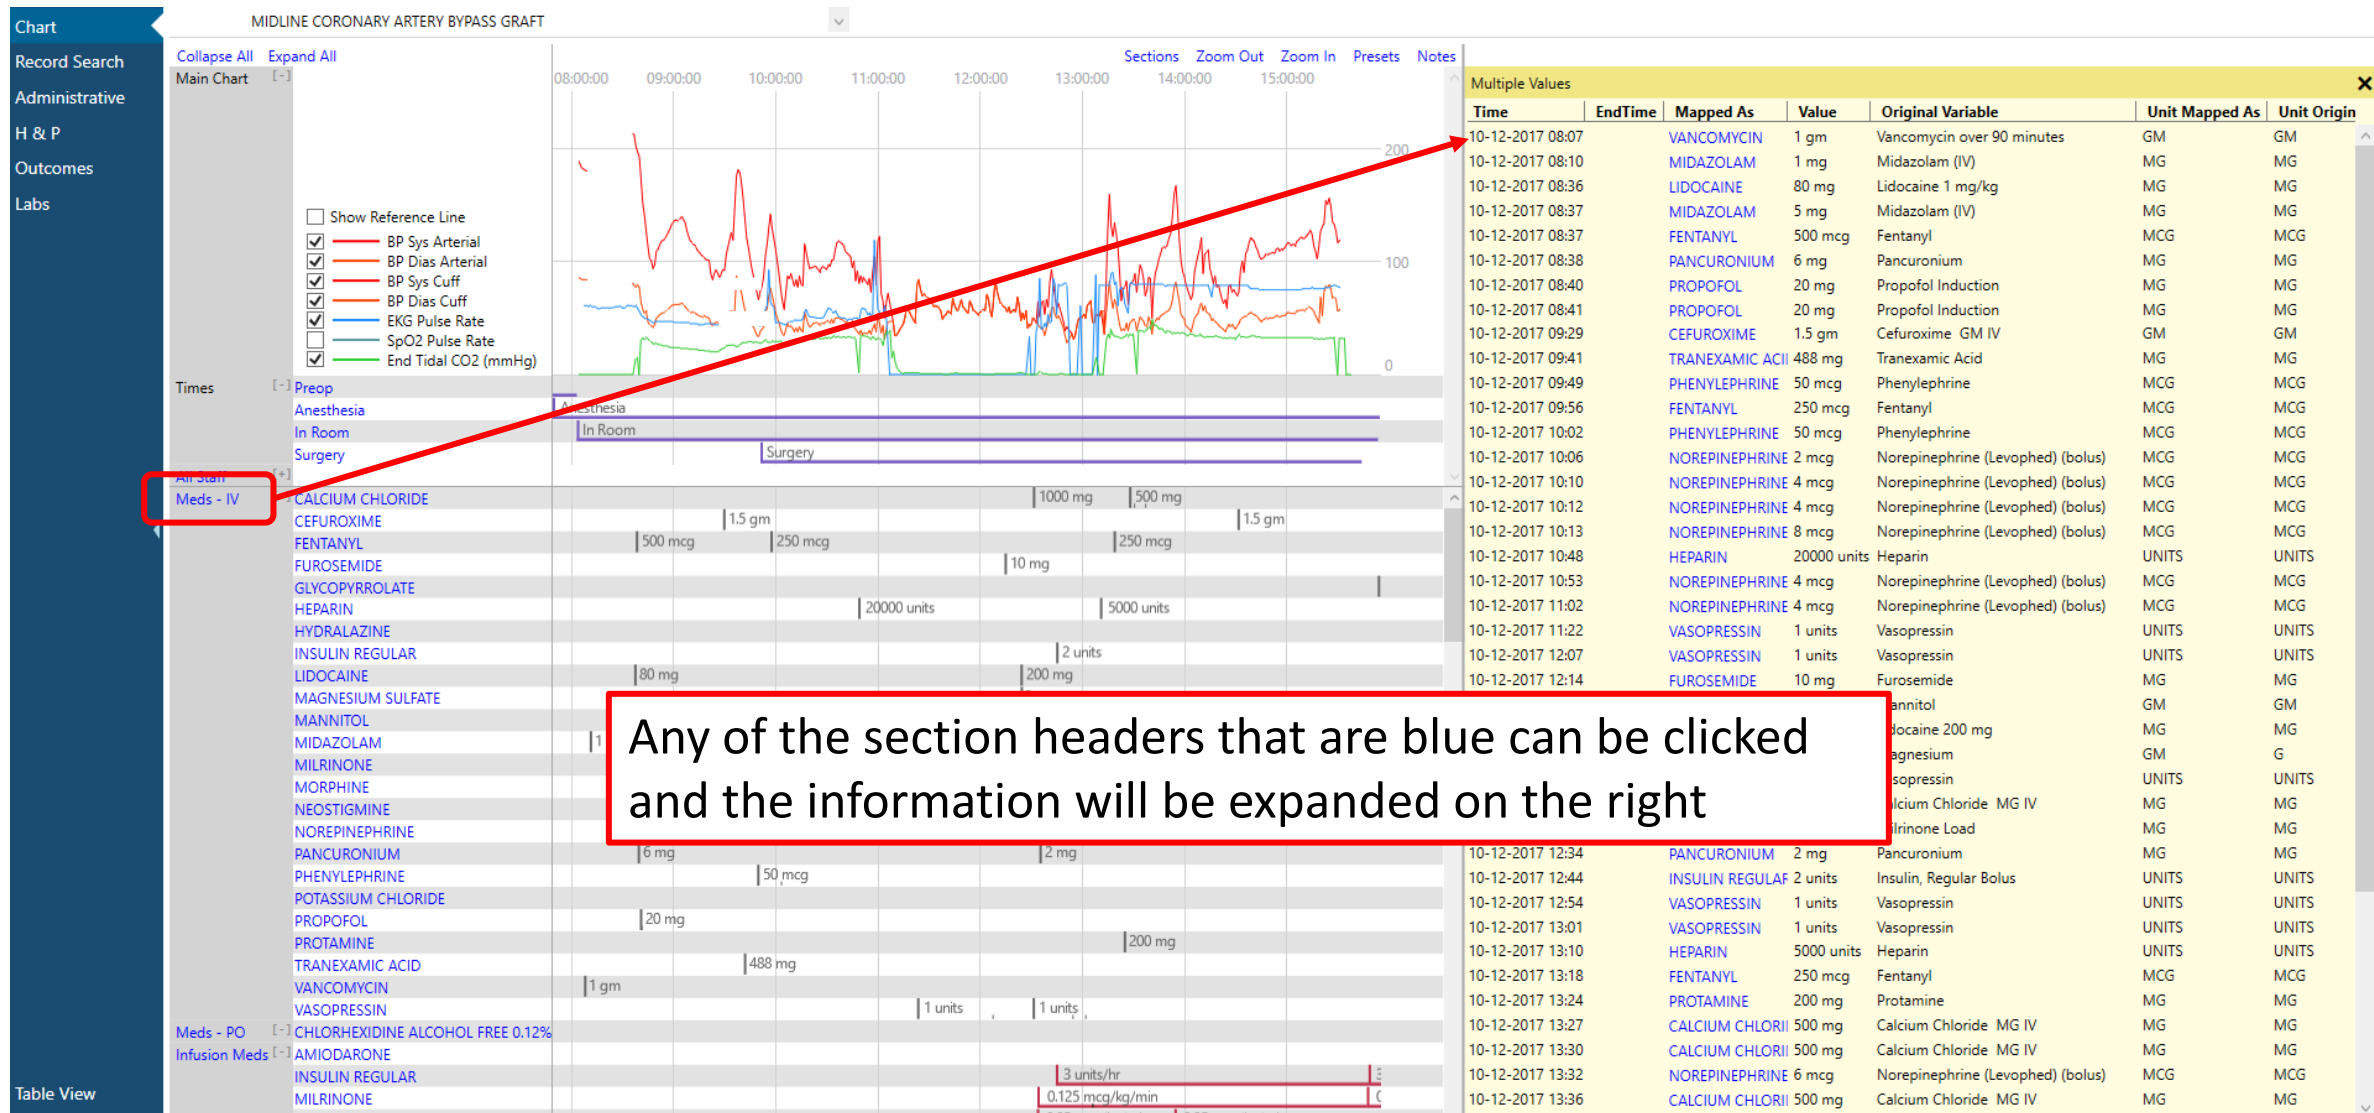 Chart
Record Search
Administrative
H & P
Outcomes
Labs
Table View
MIDLINE CORONARY ARTERY BYPASS GRAFT
Collapse All Expand All
Sections Zoom Out Zoom In Presets Notes
Main Chart [-]
08:00:00 09:00:00 10:00:00 11:00:00 12:00:00 13:00:00 14:00:00 15:00:00
200
100
0
Show Reference Line
BP Sys Arterial
BP Dias Arterial
BP Sys Cuff
BP Dias Cuff
EKG Pulse Rate
SpO2 Pulse Rate
End Tidal CO2 (mmHg)
Times [-] Preop
Anesthesia Anesthesia
In Room In Room
Surgery Surgery
All Staff [+]
Meds - IV CALCIUM CHLORIDE 1000 mg 500 mg
CEFUROXIME 1.5 gm 1.5 gm
FENTANYL 500 mcg 250 mcg 250 mcg
FUROSEMIDE 10 mg
GLYCOPYRROLATE
HEPARIN 20000 units 5000 units
HYDRALAZINE
INSULIN REGULAR 2 units
LIDOCAINE 80 mg 200 mg
MAGNESIUM SULFATE
MANNITOL
MIDAZOLAM 1
MILRINONE
MORPHINE
NEOSTIGMINE
NOREPINEPHRINE
PANCURONIUM 6 mg 2 mg
PHENYLEPHRINE 50 mcg
POTASSIUM CHLORIDE
PROPOFOL 20 mg
PROTAMINE 200 mg
TRANEXAMIC ACID 488 mg
VANCOMYCIN 1 gm
VASOPRESSIN 1 units 1 units
Meds - PO [-] CHLORHEXIDINE ALCOHOL FREE 0.12%
Infusion Meds [-] AMIODARONE
INSULIN REGULAR 3 units/hr
MILRINONE 0.125 mcg/kg/min
Any of the section headers that are blue can be clicked
and the information will be expanded on the right
Multiple Values
Time EndTime Mapped As Value Original Variable Unit Mapped As Unit Origin
10-12-2017 08:07 VANCOMYCIN 1 gm Vancomycin over 90 minutes GM GM
10-12-2017 08:10 MIDAZOLAM 1 mg Midazolam (IV) MG MG
10-12-2017 08:36 LIDOCAINE 80 mg Lidocaine 1 mg/kg MG MG
10-12-2017 08:37 MIDAZOLAM 5 mg Midazolam (IV) MG MG
10-12-2017 08:37 FENTANYL 500 mcg Fentanyl MCG MCG
10-12-2017 08:38 PANCURONIUM 6 mg Pancuronium MG MG
10-12-2017 08:40 PROPOFOL 20 mg Propofol Induction MG MG
10-12-2017 08:41 PROPOFOL 20 mg Propofol Induction MG MG
10-12-2017 09:29 CEFUROXIME 1.5 gm Cefuroxime GM IV GM GM
10-12-2017 09:41 TRANEXAMIC ACI 488 mg Tranexamic Acid MG MG
10-12-2017 09:49 PHENYLEPHRINE 50 mcg Phenylephrine MCG MCG
10-12-2017 09:56 FENTANYL 250 mcg Fentanyl MCG MCG
10-12-2017 10:02 PHENYLEPHRINE 50 mcg Phenylephrine MCG MCG
10-12-2017 10:06 NOREPINEPHRINE 2 mcg Norepinephrine (Levophed) (bolus) MCG MCG
10-12-2017 10:10 NOREPINEPHRINE 4 mcg Norepinephrine (Levophed) (bolus) MCG MCG
10-12-2017 10:12 NOREPINEPHRINE 4 mcg Norepinephrine (Levophed) (bolus) MCG MCG
10-12-2017 10:13 NOREPINEPHRINE 8 mcg Norepinephrine (Levophed) (bolus) MCG MCG
10-12-2017 10:48 HEPARIN 20000 units Heparin UNITS UNITS
10-12-2017 10:53 NOREPINEPHRINE 4 mcg Norepinephrine (Levophed) (bolus) MCG MCG
10-12-2017 11:02 NOREPINEPHRINE 4 mcg Norepinephrine (Levophed) (bolus) MCG MCG
10-12-2017 11:22 VASOPRESSIN 1 units Vasopressin UNITS UNITS
10-12-2017 12:07 VASOPRESSIN 1 units Vasopressin UNITS UNITS
10-12-2017 12:14 FUROSEMIDE 10 mg Furosemide MG MG
annitol GM GM
docaine 200 mg MG MG
agnesium GM G
sopressin UNITS UNITS
lcium Chloride MG IV MG MG
ilrinone Load MG MG
10-12-2017 12:34 PANCURONIUM 2 mg Pancuronium MG MG
10-12-2017 12:44 INSULIN REGULAR 2 units Insulin, Regular Bolus UNITS UNITS
10-12-2017 12:54 VASOPRESSIN 1 units Vasopressin UNITS UNITS
10-12-2017 13:01 VASOPRESSIN 1 units Vasopressin UNITS UNITS
10-12-2017 13:10 HEPARIN 5000 units Heparin UNITS UNITS
10-12-2017 13:18 FENTANYL 250 mcg Fentanyl MCG MCG
10-12-2017 13:24 PROTAMINE 200 mg Protamine MG MG
10-12-2017 13:27 CALCIUM CHLORI 500 mg Calcium Chloride MG IV MG MG
10-12-2017 13:30 CALCIUM CHLORI 500 mg Calcium Chloride MG IV MG MG
10-12-2017 13:32 NOREPINEPHRINE 6 mcg Norepinephrine (Levophed) (bolus) MCG MCG
10-12-2017 13:36 CALCIUM CHLORI 500 mg Calcium Chloride MG IV MG MG